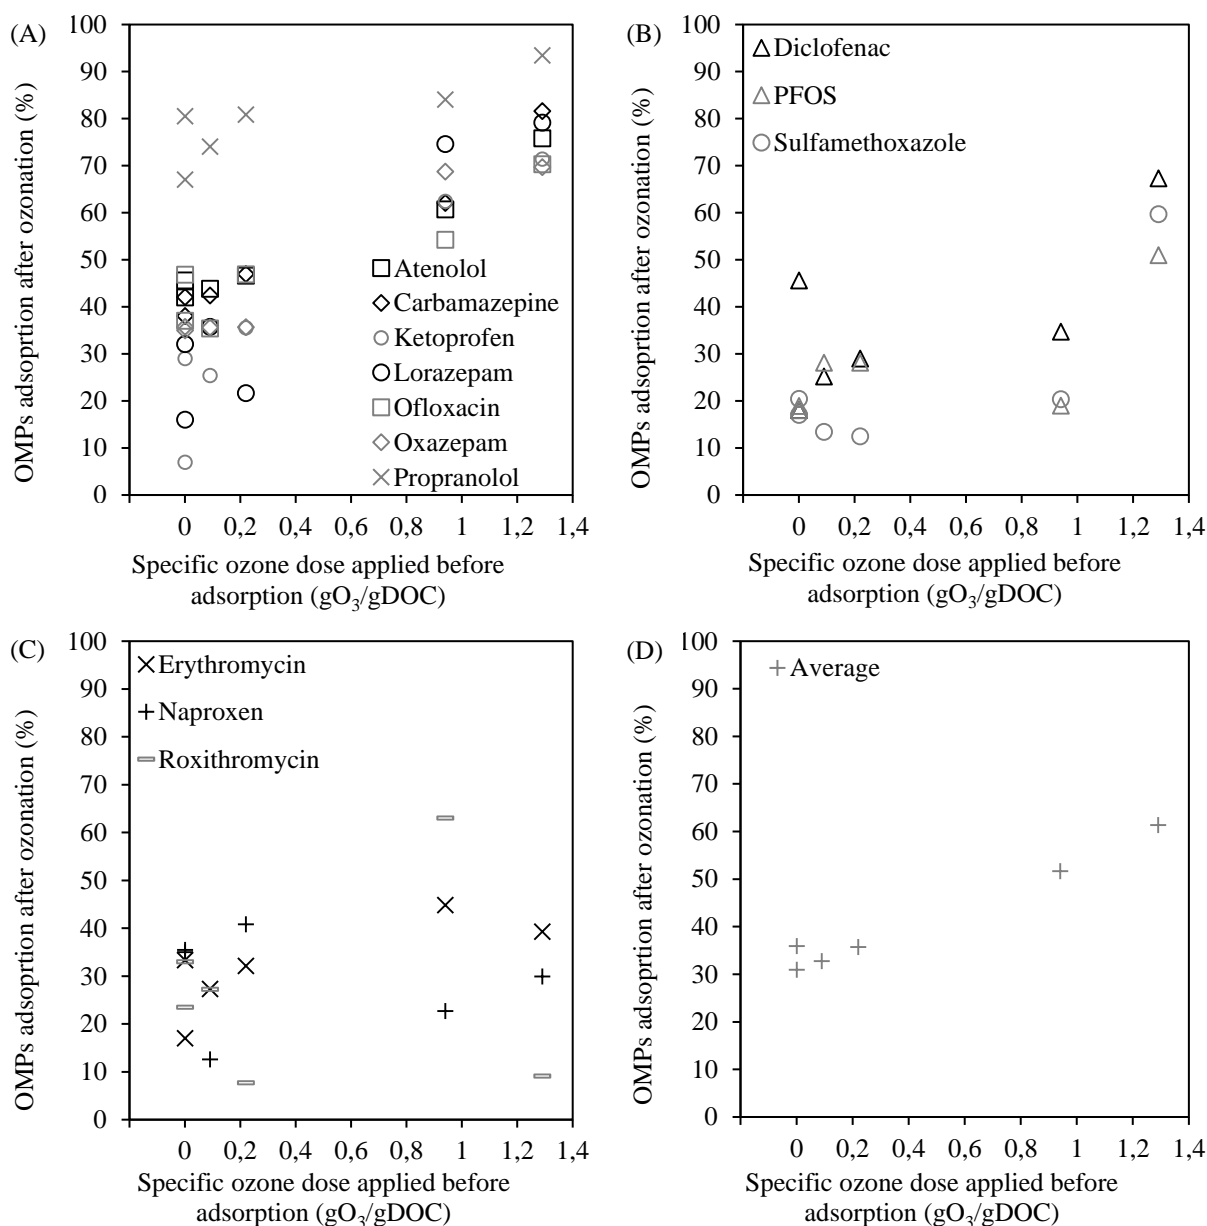 (A)
OMPs adsoprtion after ozonation (%)
100
90
80
70
60
50
40
30
20
10
0
Atenolol
Carbamazepine
Ketoprofen
Lorazepam
Ofloxacin
Oxazepam
Propranolol
0 0,2 0,4 0,6 0,8 1 1,2 1,4
Specific ozone dose applied before
adsorption (gO₃/gDOC)
(B)
OMPs adsoprtion after ozonation (%)
100
90
80
70
60
50
40
30
20
10
0
Diclofenac
PFOS
Sulfamethoxazole
0 0,2 0,4 0,6 0,8 1 1,2 1,4
Specific ozone dose applied before
adsorption (gO₃/gDOC)
(C)
OMPs adsoprtion after ozonation (%)
100
90
80
70
60
50
40
30
20
10
0
Erythromycin
Naproxen
Roxithromycin
0 0,2 0,4 0,6 0,8 1 1,2 1,4
Specific ozone dose applied before
adsorption (gO₃/gDOC)
(D)
OMPs adsoprtion after ozonation (%)
100
90
80
70
60
50
40
30
20
10
0
Average
0 0,2 0,4 0,6 0,8 1 1,2 1,4
Specific ozone dose applied before
adsorption (gO₃/gDOC)